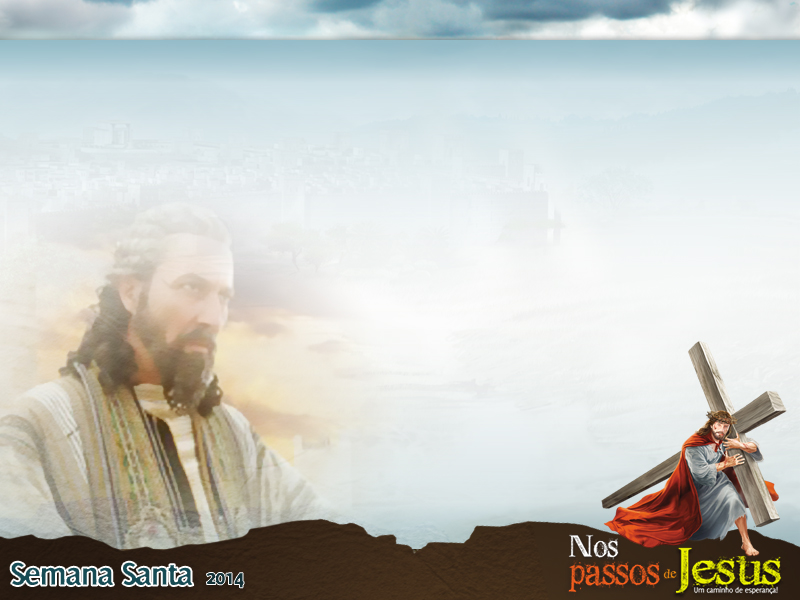 Semana Santa 2014
Nos
passos de Jesus
Um caminho de esperança!